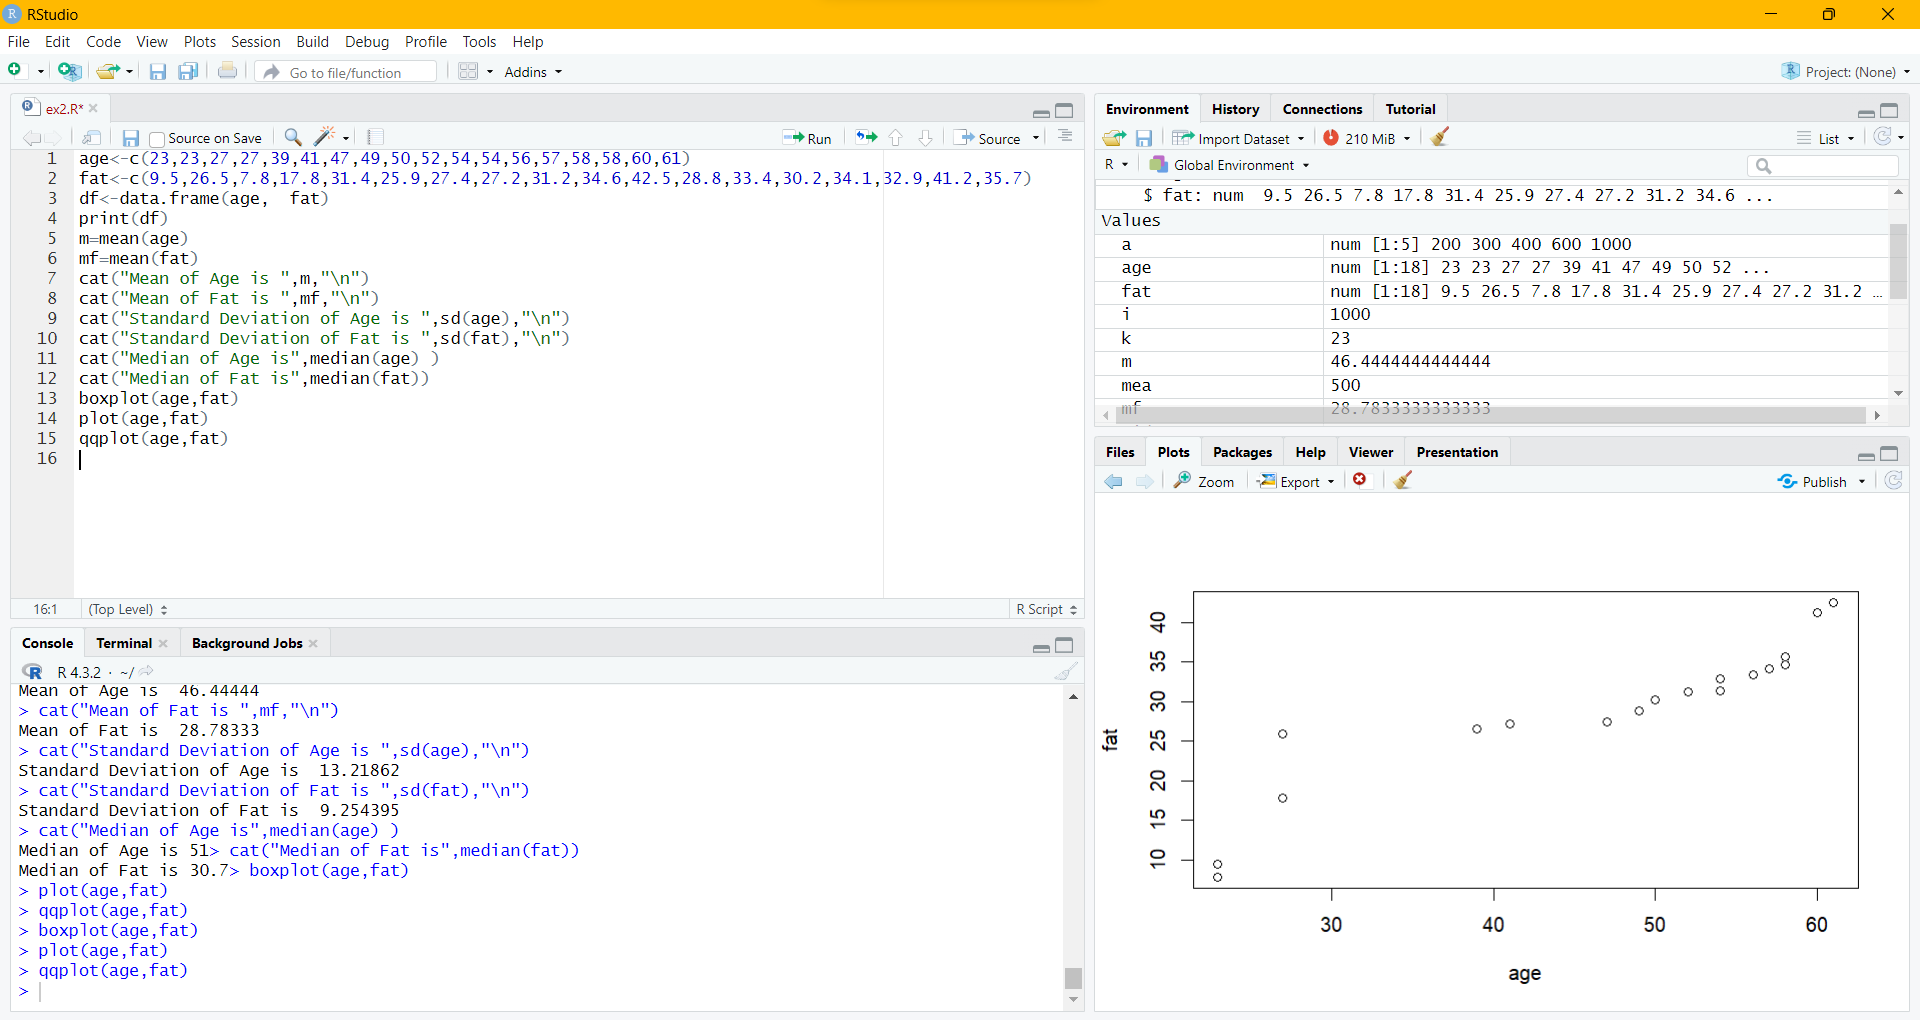 RStudio
File Edit Code View Plots Session Build Debug Profile Tools Help
Go to file/function Addins Project: (None)
ex2.R*
Source on Save Run Source
1 age<-c(23,23,27,27,39,41,47,49,50,52,54,54,56,57,58,58,60,61)
2 fat<-c(9.5,26.5,7.8,17.8,31.4,25.9,27.4,27.2,31.2,34.6,42.5,28.8,33.4,30.2,34.1,32.9,41.2,35.7)
3 df<-data.frame(age,  fat)
4 print(df)
5 m=mean(age)
6 mf=mean(fat)
7 cat("Mean of Age is ",m,"\n")
8 cat("Mean of Fat is ",mf,"\n")
9 cat("Standard Deviation of Age is ",sd(age),"\n")
10 cat("Standard Deviation of Fat is ",sd(fat),"\n")
11 cat("Median of Age is",median(age) )
12 cat("Median of Fat is",median(fat))
13 boxplot(age,fat)
14 plot(age,fat)
15 qqplot(age,fat)
16
16:1 (Top Level) R Script
Console Terminal Background Jobs
R 4.3.2 · ~/
Mean of Age is  46.44444
> cat("Mean of Fat is ",mf,"\n")
Mean of Fat is  28.78333
> cat("Standard Deviation of Age is ",sd(age),"\n")
Standard Deviation of Age is  13.21862
> cat("Standard Deviation of Fat is ",sd(fat),"\n")
Standard Deviation of Fat is  9.254395
> cat("Median of Age is",median(age) )
Median of Age is 51> cat("Median of Fat is",median(fat))
Median of Fat is 30.7> boxplot(age,fat)
> plot(age,fat)
> qqplot(age,fat)
> boxplot(age,fat)
> plot(age,fat)
> qqplot(age,fat)
>
Environment History Connections Tutorial
Import Dataset 210 MiB List
R Global Environment
$ fat: num  9.5 26.5 7.8 17.8 31.4 25.9 27.4 27.2 31.2 34.6 ...
Values
a num [1:5] 200 300 400 600 1000
age num [1:18] 23 23 27 27 39 41 47 49 50 52 ...
fat num [1:18] 9.5 26.5 7.8 17.8 31.4 25.9 27.4 27.2 31.2 …
i 1000
k 23
m 46.4444444444444
mea 500
mf 28.7833333333333
Files Plots Packages Help Viewer Presentation
Zoom Export Publish
fat
40
35
30
25
20
15
10
30 40 50 60
age